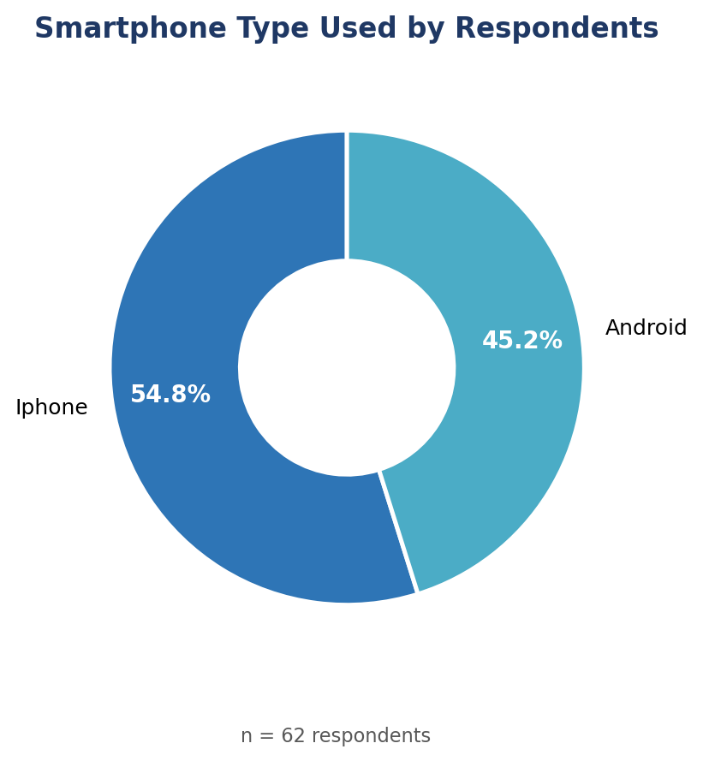 Smartphone Type Used by Respondents
45.2%
Android
54.8%
Iphone
n = 62 respondents